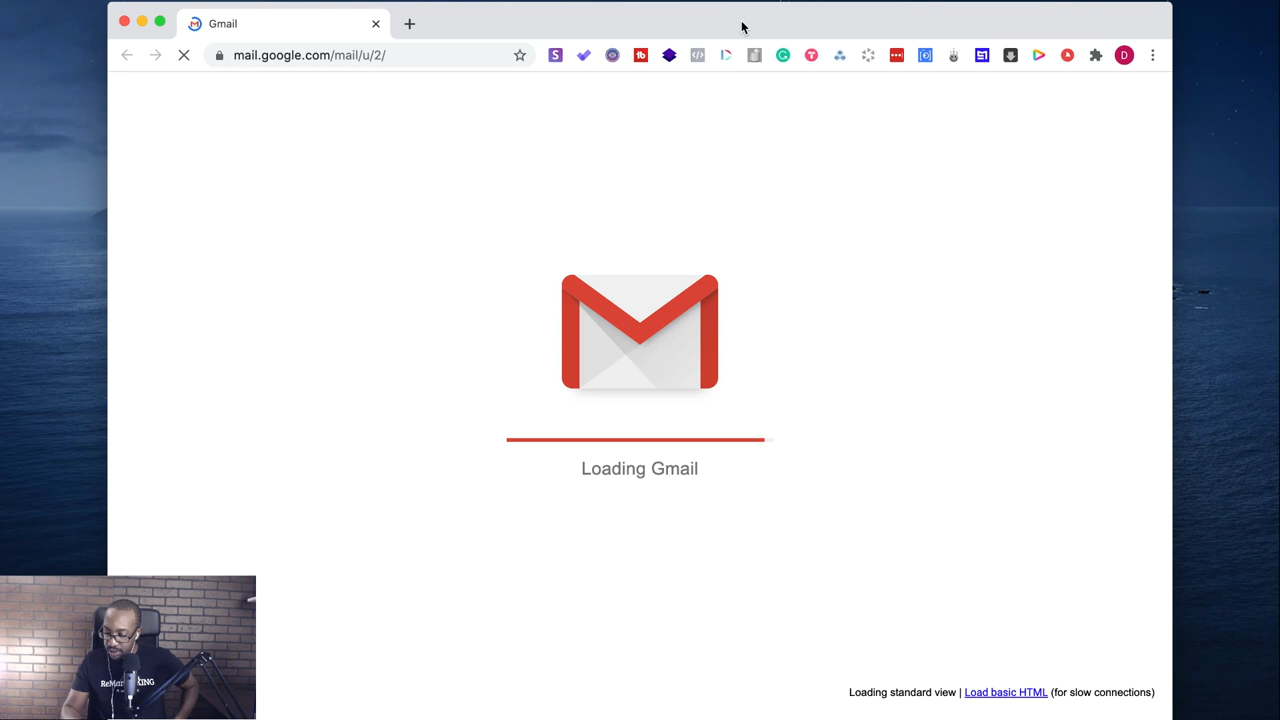 Gmail
mail.google.com/mail/u/2/
D
Loading Gmail
Loading standard view | Load basic HTML (for slow connections)